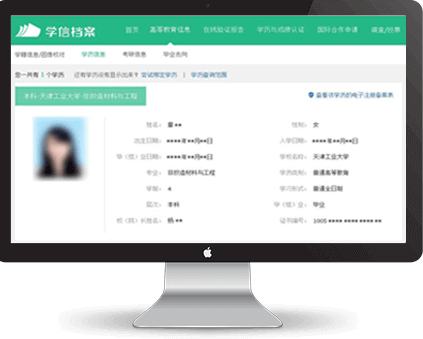 学信档案 首页 高等教育信息 在线验证报告 学历与成绩认证 国际合作申请 调查/投票
学籍信息/图像校对 学历信息 考研信息 毕业去向
您一共有 1 个学历 还有学历没有显示出来? 尝试绑定学历 | 学历查询范围
本科-天津工业大学-非织造材料与工程 查看该学历的电子注册备案表
姓名: 童** 性别: 女
出生日期: ****年**月**日 入学日期: ****年**月**日
毕(结)业日期: ****年**月**日 学校名称: 天津工业大学
专业: 非织造材料与工程 学历类别: 普通高等教育
学制: 4 学习形式: 普通全日制
层次: 本科 毕(结)业: 毕业
校(院)长姓名: 杨** 证书编号: 1005 **** **** **** **